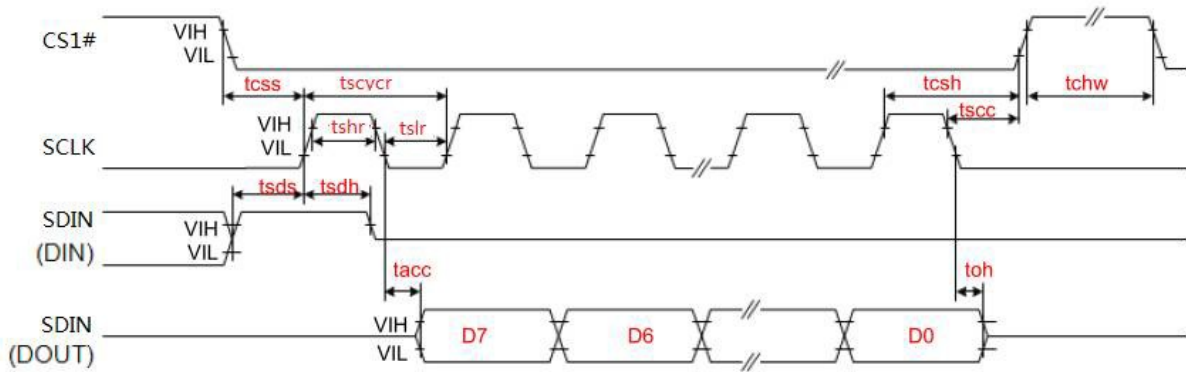 CS1#
VIH
VIL
tcss
tscycr
tcsh
tchw
tscc
SCLK
VIH
VIL
tshr
tslr
tsds
tsdh
SDIN
(DIN)
VIH
VIL
tacc
toh
SDIN
(DOUT)
VIH
VIL
D7
D6
D0